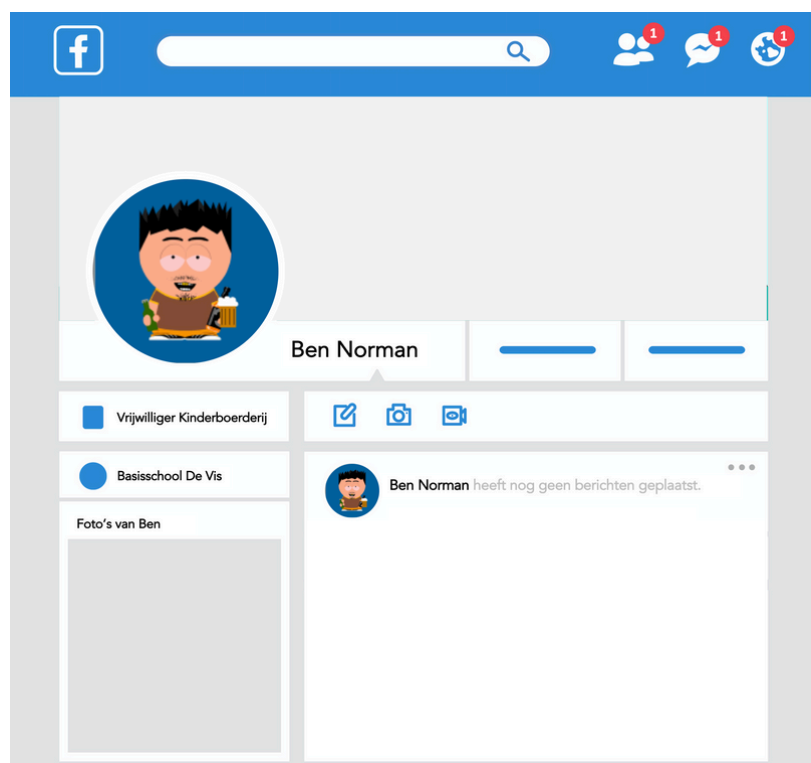 f
1
1
1
Ben Norman
Vrijwilliger Kinderboerderij
Basisschool De Vis
Ben Norman heeft nog geen berichten geplaatst.
Foto's van Ben